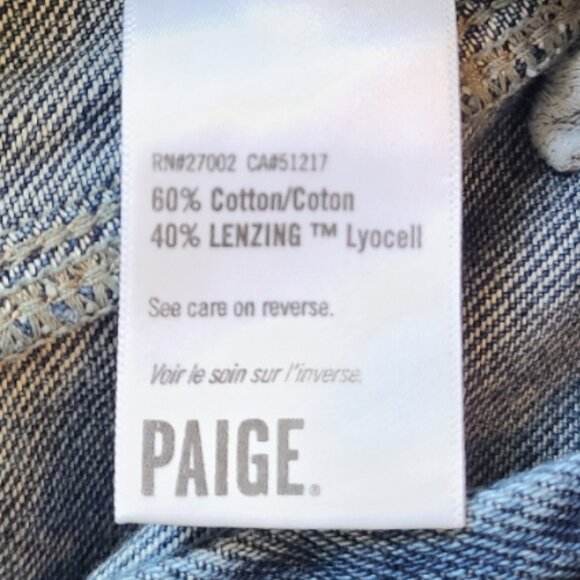 RN#27002 CA#51217
60% Cotton/Coton
40% LENZING ™ Lyocell
See care on reverse.
Voir le soin sur l'inverse.
PAIGE®